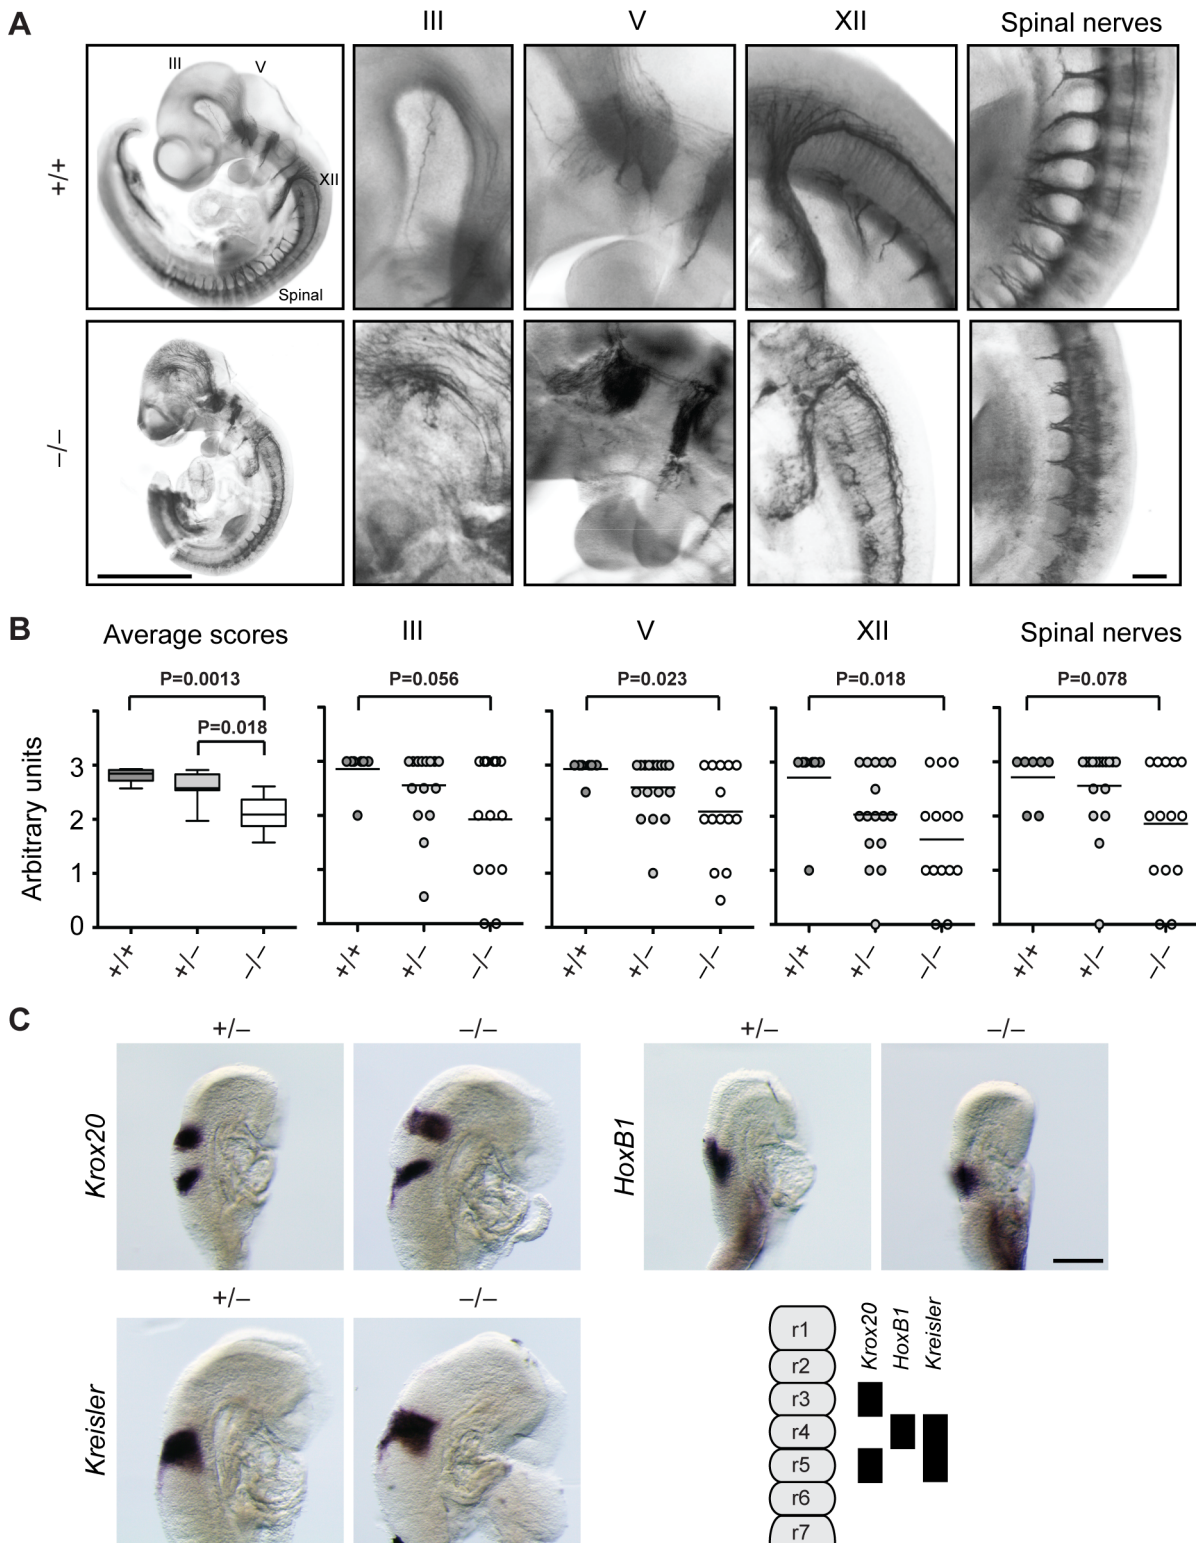 A
III
V
XII
Spinal nerves
+/+
III
V
XII
Spinal
–/–
B
Average scores
III
V
XII
Spinal nerves
P=0.0013
P=0.018
P=0.056
P=0.023
P=0.018
P=0.078
Arbitrary units
3
2
1
0
+/+
+/–
–/–
+/+
+/–
–/–
+/+
+/–
–/–
+/+
+/–
–/–
+/+
+/–
–/–
C
+/–
–/–
+/–
–/–
Krox20
HoxB1
+/–
–/–
Kreisler
Krox20
HoxB1
Kreisler
r1
r2
r3
r4
r5
r6
r7